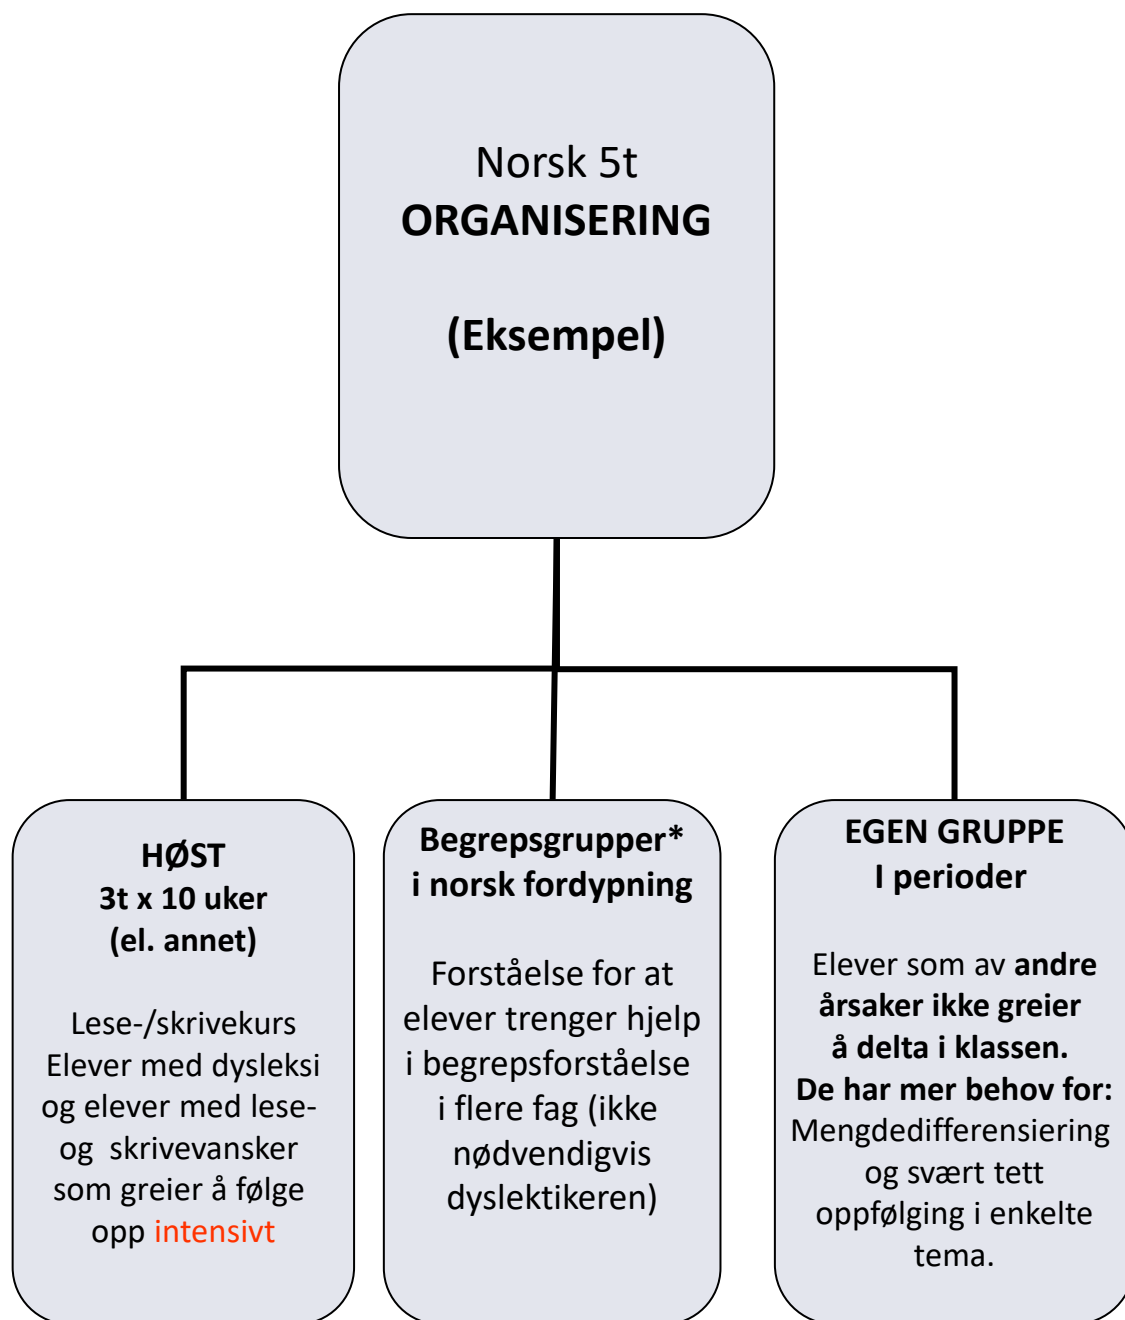 Norsk 5t
ORGANISERING
(Eksempel)
HØST
3t x 10 uker
(el. annet)
Lese-/skrivekurs
Elever med dysleksi
og elever med lese-
og skrivevansker
som greier å følge
opp intensivt
Begrepsgrupper*
i norsk fordypning
Forståelse for at
elever trenger hjelp
i begrepsforståelse
i flere fag (ikke
nødvendigvis
dyslektikeren)
EGEN GRUPPE
I perioder
Elever som av andre
årsaker ikke greier
å delta i klassen.
De har mer behov for:
Mengdedifferensiering
og svært tett
oppfølging i enkelte
tema.